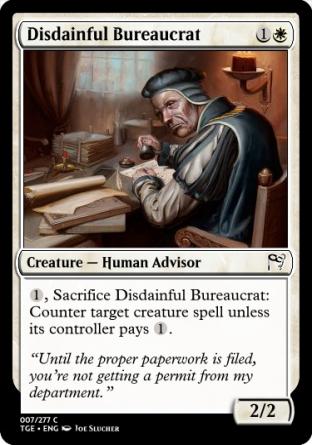 Disdainful Bureaucrat 1
Creature — Human Advisor
1, Sacrifice Disdainful Bureaucrat:
Counter target creature spell unless
its controller pays 1.
“Until the proper paperwork is filed,
you’re not getting a permit from my
department.”
2/2
007/277 C
TGE • ENG Joe Slucher